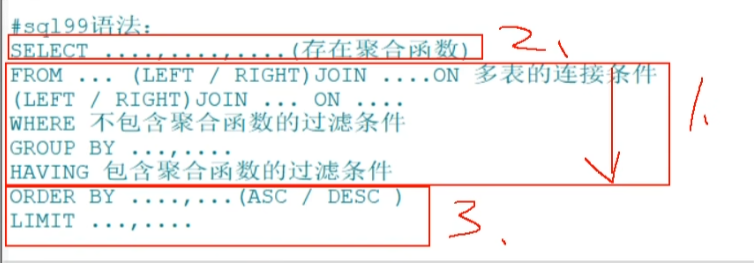 #sql99语法:
SELECT ....,....,....(存在聚合函数)
2、
FROM ... (LEFT / RIGHT)JOIN ....ON 多表的连接条件
(LEFT / RIGHT)JOIN ... ON ....
1.
WHERE 不包含聚合函数的过滤条件
GROUP BY ...,....
HAVING 包含聚合函数的过滤条件
ORDER BY ....,...(ASC / DESC )
3.
LIMIT ...,....